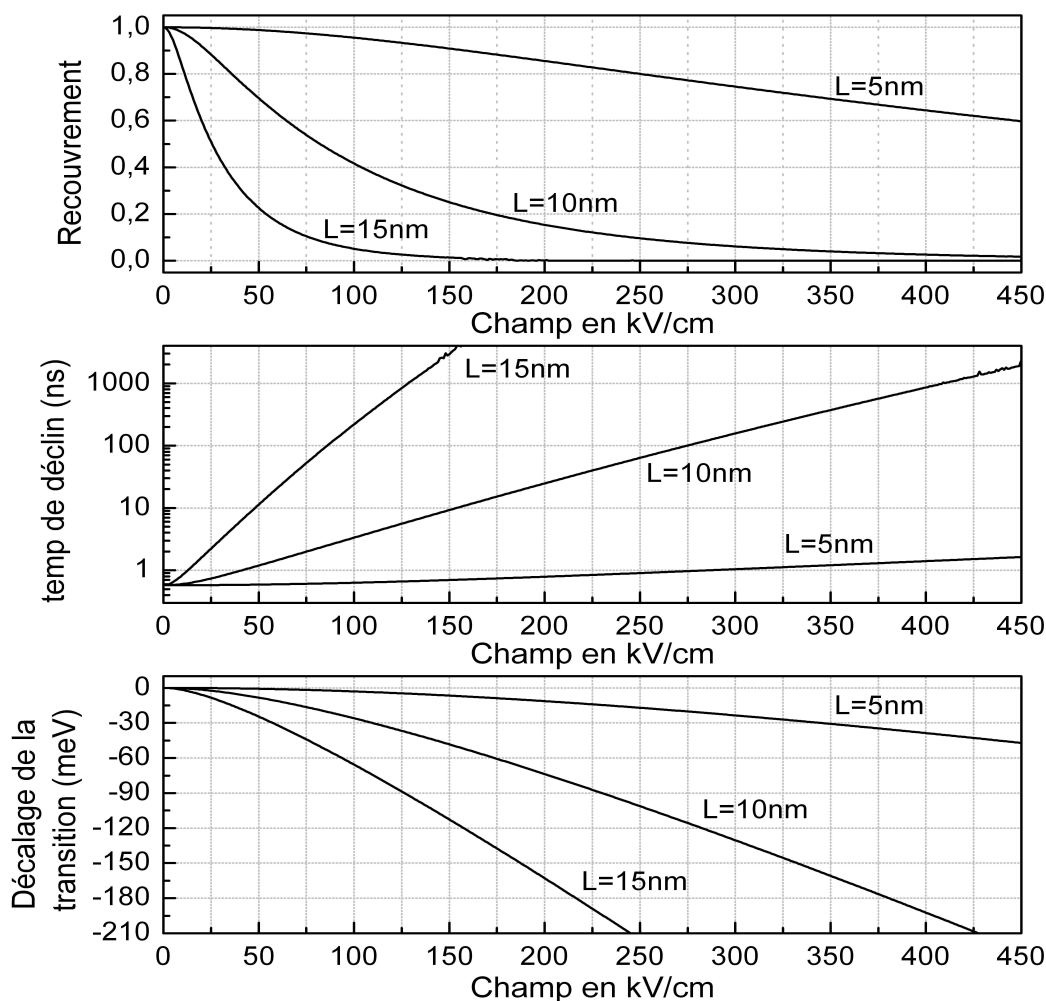 Recouvrement
1,0
0,8
0,6
0,4
0,2
0,0
L=5nm
L=10nm
L=15nm
0 50 100 150 200 250 300 350 400 450
Champ en kV/cm
temp de déclin (ns)
1000
100
10
1
L=15nm
L=10nm
L=5nm
0 50 100 150 200 250 300 350 400 450
Champ en kV/cm
Décalage de la
transition (meV)
0
-30
-60
-90
-120
-150
-180
-210
L=5nm
L=10nm
L=15nm
0 50 100 150 200 250 300 350 400 450
Champ en kV/cm